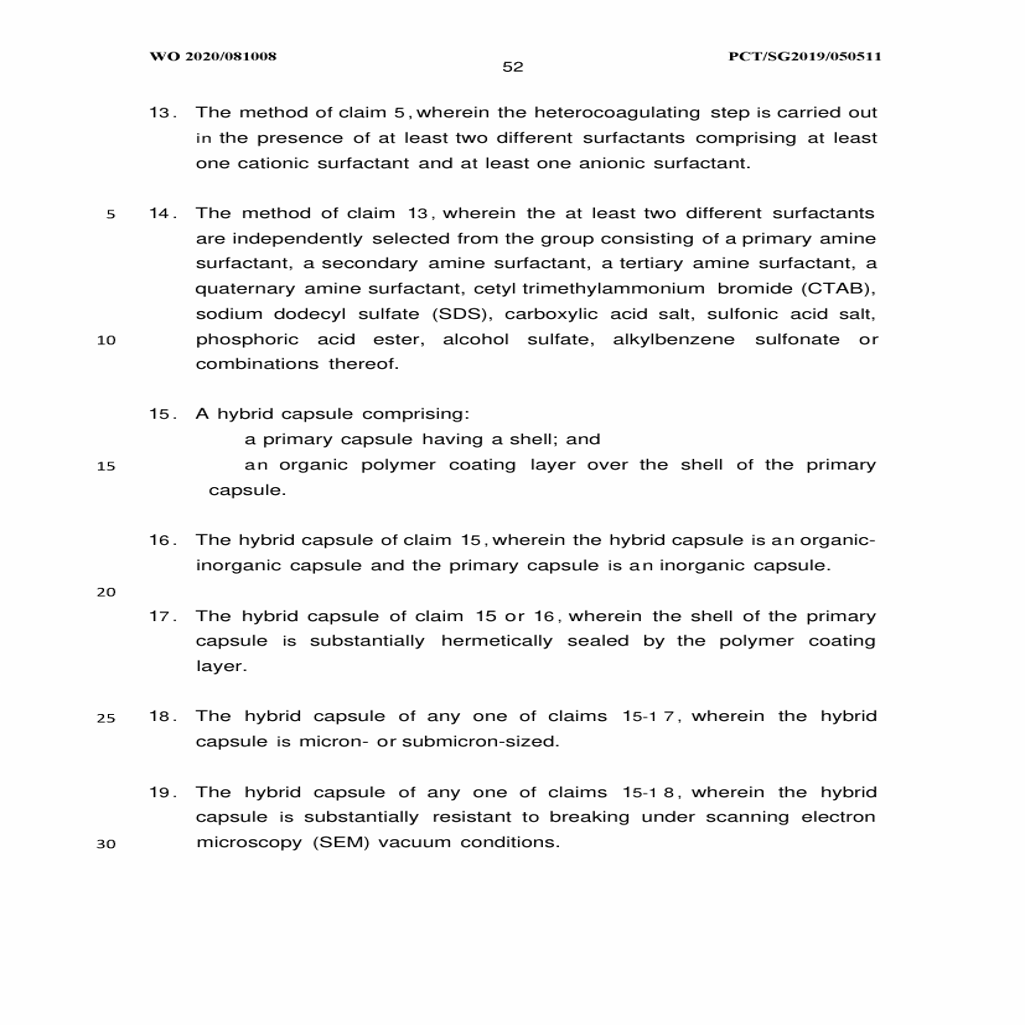 WO 2020/081008 PCT/SG2019/050511
52
13. The method of claim 5, wherein the heterocoagulating step is carried out
in the presence of at least two different surfactants comprising at least
one cationic surfactant and at least one anionic surfactant.
5 14. The method of claim 13, wherein the at least two different surfactants
are independently selected from the group consisting of a primary amine
surfactant, a secondary amine surfactant, a tertiary amine surfactant, a
quaternary amine surfactant, cetyl trimethylammonium bromide (CTAB),
sodium dodecyl sulfate (SDS), carboxylic acid salt, sulfonic acid salt,
10 phosphoric acid ester, alcohol sulfate, alkylbenzene sulfonate or
combinations thereof.
15. A hybrid capsule comprising:
a primary capsule having a shell; and
15 an organic polymer coating layer over the shell of the primary
capsule.
16. The hybrid capsule of claim 15, wherein the hybrid capsule is an organic-
inorganic capsule and the primary capsule is an inorganic capsule.
20
17. The hybrid capsule of claim 15 or 16, wherein the shell of the primary
capsule is substantially hermetically sealed by the polymer coating
layer.
25 18. The hybrid capsule of any one of claims 15-1 7, wherein the hybrid
capsule is micron- or submicron-sized.
19. The hybrid capsule of any one of claims 15-1 8, wherein the hybrid
capsule is substantially resistant to breaking under scanning electron
30 microscopy (SEM) vacuum conditions.